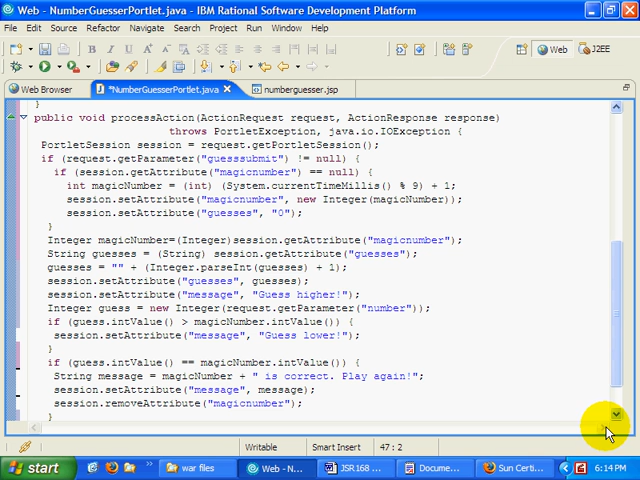 Web - NumberGuesserPortlet.java - IBM Rational Software Development Platform
File Edit Source Refactor Navigate Search Project Run Window Help
Web J2EE
Web Browser *NumberGuesserPortlet.java numberguesser.jsp
}
public void processAction(ActionRequest request, ActionResponse response)
throws PortletException, java.io.IOException {
PortletSession session = request.getPortletSession();
if (request.getParameter("guesssubmit") != null) {
if (session.getAttribute("magicnumber") == null) {
int magicNumber = (int) (System.currentTimeMillis() % 9) + 1;
session.setAttribute("magicnumber", new Integer(magicNumber));
session.setAttribute("guesses", "0");
}
Integer magicNumber=(Integer)session.getAttribute("magicnumber");
String guesses = (String) session.getAttribute("guesses");
guesses = "" + (Integer.parseInt(guesses) + 1);
session.setAttribute("guesses", guesses);
session.setAttribute("message", "Guess higher!");
Integer guess = new Integer(request.getParameter("number"));
if (guess.intValue() > magicNumber.intValue()) {
session.setAttribute("message", "Guess lower!");
}
if (guess.intValue() == magicNumber.intValue()) {
String message = magicNumber + " is correct. Play again!";
session.setAttribute("message", message);
session.removeAttribute("magicnumber");
}
Writable Smart Insert 47 : 2
start war files Web - N... JSR168 ... Docume... Sun Certi... 6:14 PM